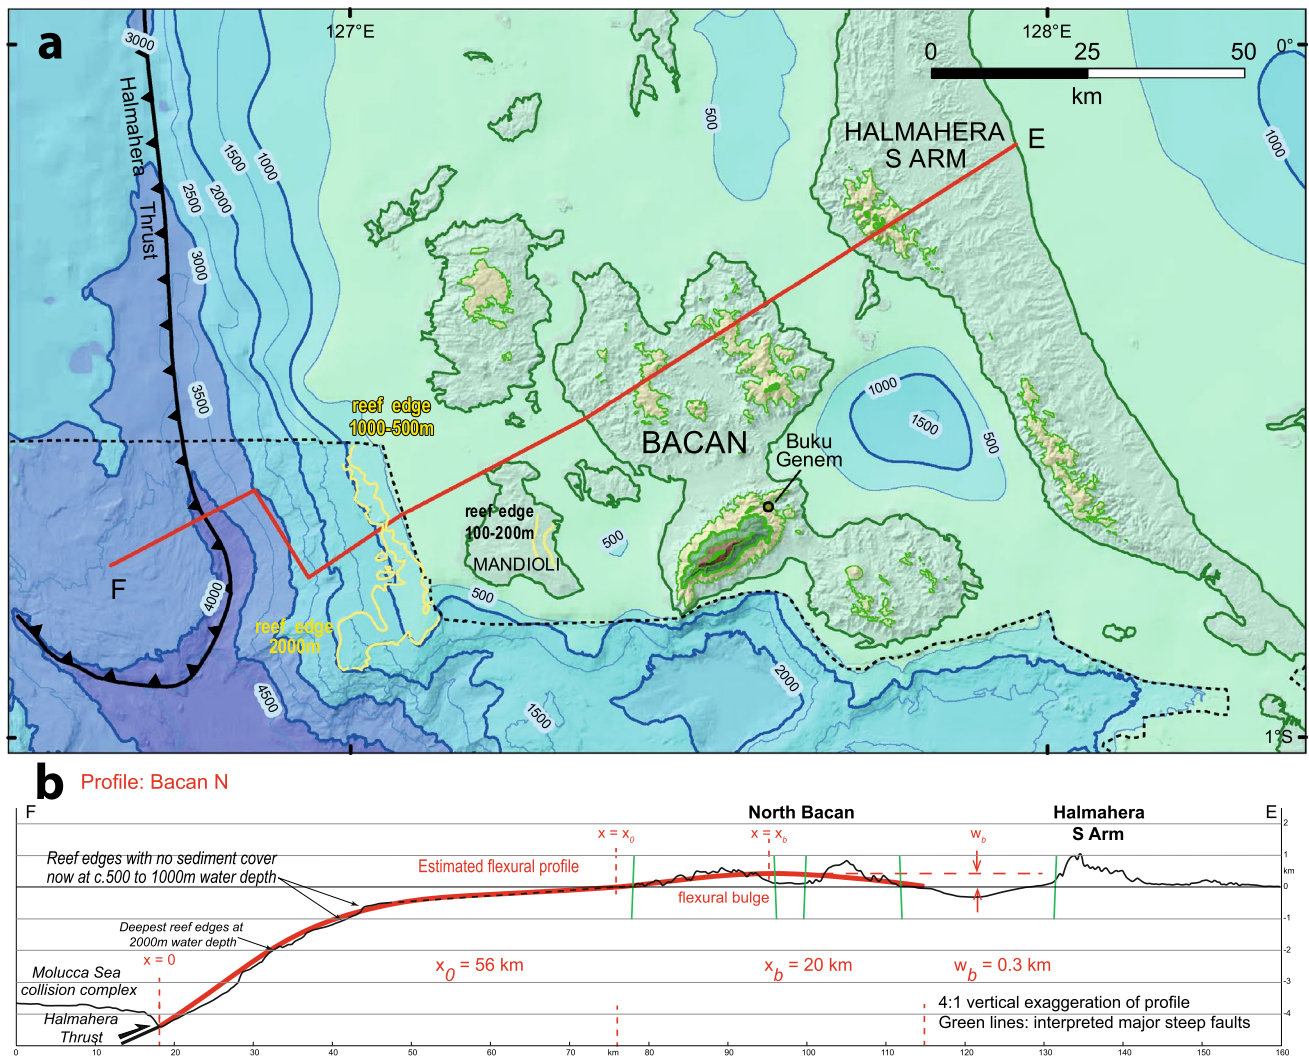 a
127°E
128°E
0°
0 25 50
km
3000
Halmahera
Thrust
1500
1000
2500
2000
3000
500
1000
HALMAHERA
S ARM
E
3500
reef edge
1000-500m
1000
1500
500
BACAN
Buku
Genem
reef edge
100-200m
MANDIOLI
500
F
4000
500
reef edge
2000m
4500
1500
2000
1°S
b
Profile: Bacan N
F
E
North Bacan
Halmahera
S Arm
x = x0
x = xb
wb
Reef edges with no sediment cover
now at c.500 to 1000m water depth
Estimated flexural profile
flexural bulge
Deepest reef edges at
2000m water depth
x = 0
Molucca Sea
collision complex
x0 = 56 km
xb = 20 km
wb = 0.3 km
Halmahera
Thrust
4:1 vertical exaggeration of profile
Green lines: interpreted major steep faults
2
1
km
0
-1
-2
-3
-4
0 10 20 30 40 50 60 70 km 80 90 100 110 120 130 140 150 160